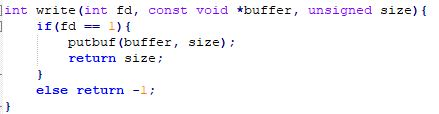 int write(int fd, const void *buffer, unsigned size){
    if(fd == 1){
        putbuf(buffer, size);
        return size;
    }
    else return -1;
}